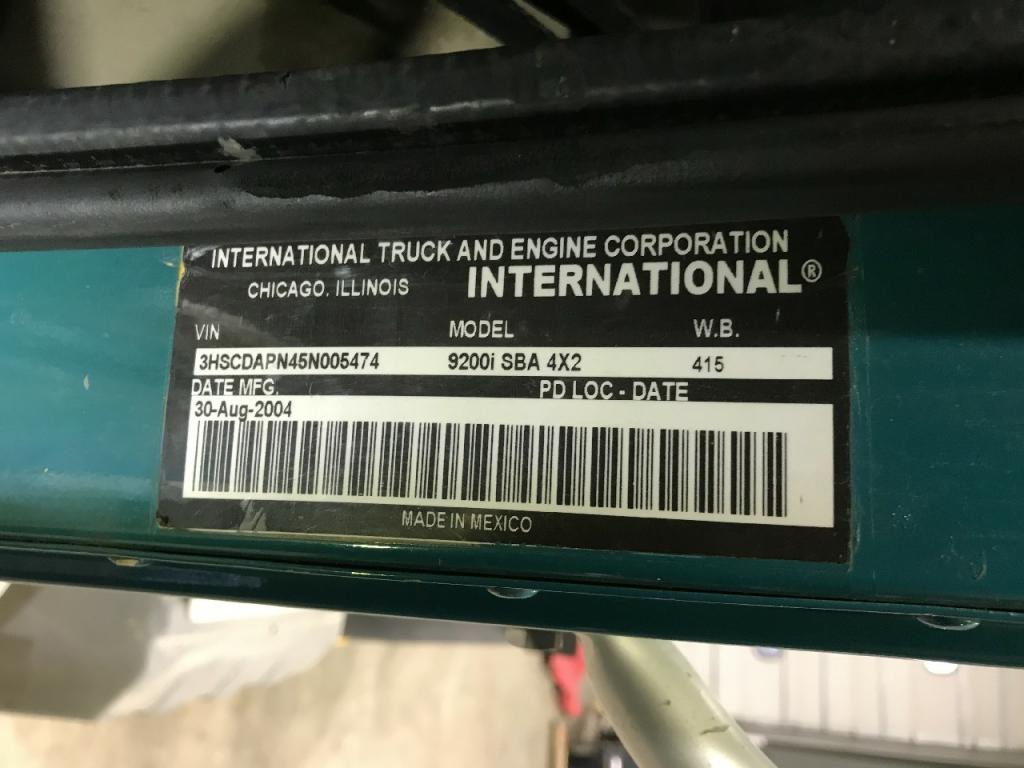 INTERNATIONAL TRUCK AND ENGINE CORPORATION
CHICAGO, ILLINOIS INTERNATIONAL®
VIN MODEL W.B.
3HSCDAPN45N005474 9200i SBA 4X2 415
DATE MFG. PD LOC - DATE
30-Aug-2004
MADE IN MEXICO